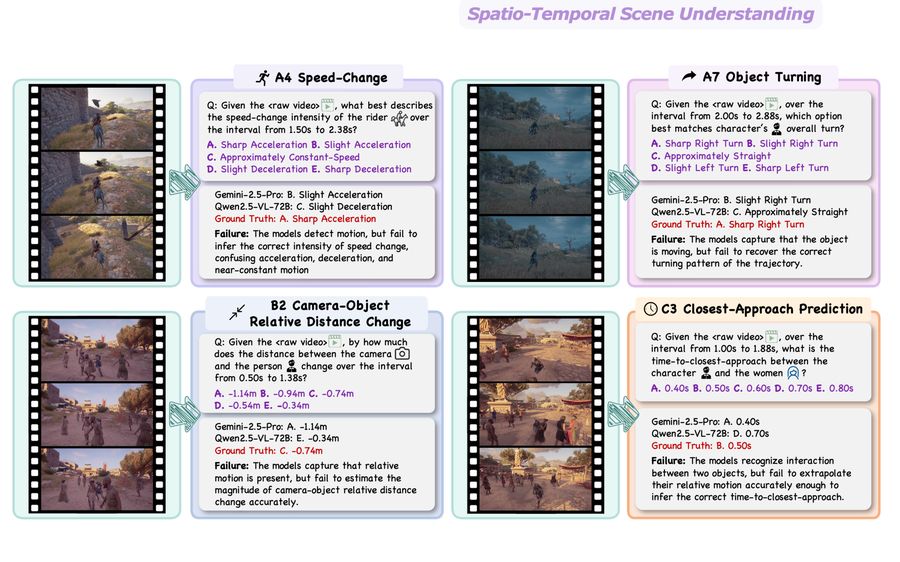 Spatio-Temporal Scene Understanding
A4 Speed-Change
Q: Given the <raw video> , what best describes
the speed-change intensity of the rider over
the interval from 1.50s to 2.38s?
A. Sharp Acceleration B. Slight Acceleration
C. Approximately Constant-Speed
D. Slight Deceleration E. Sharp Deceleration
Gemini-2.5-Pro: B. Slight Acceleration
Qwen2.5-VL-72B: C. Slight Deceleration
Ground Truth: A. Sharp Acceleration
Failure: The models detect motion, but fail to
infer the correct intensity of speed change,
confusing acceleration, deceleration, and
near-constant motion
A7 Object Turning
Q: Given the <raw video> , over the
interval from 2.00s to 2.88s, which option
best matches character's overall turn?
A. Sharp Right Turn B. Slight Right Turn
C. Approximately Straight
D. Slight Left Turn E. Sharp Left Turn
Gemini-2.5-Pro: B. Slight Right Turn
Qwen2.5-VL-72B: C. Approximately Straight
Ground Truth: A. Sharp Right Turn
Failure: The models capture that the object
is moving, but fail to recover the correct
turning pattern of the trajectory.
B2 Camera-Object
Relative Distance Change
Q: Given the <raw video> , by how much
does the distance between the camera
and the person change over the interval
from 0.50s to 1.38s?
A. -1.14m B. -0.94m C. -0.74m
D. -0.54m E. -0.34m
Gemini-2.5-Pro: A. -1.14m
Qwen2.5-VL-72B: E. -0.34m
Ground Truth: C. -0.74m
Failure: The models capture that relative
motion is present, but fail to estimate the
magnitude of camera-object relative distance
change accurately.
C3 Closest-Approach Prediction
Q: Given the <raw video> , over the
interval from 1.00s to 1.88s, what is the
time-to-closest-approach between the
character and the women ?
A. 0.40s B. 0.50s C. 0.60s D. 0.70s E. 0.80s
Gemini-2.5-Pro: A. 0.40s
Qwen2.5-VL-72B: D. 0.70s
Ground Truth: B. 0.50s
Failure: The models recognize interaction
between two objects, but fail to extrapolate
their relative motion accurately enough to
infer the correct time-to-closest-approach.